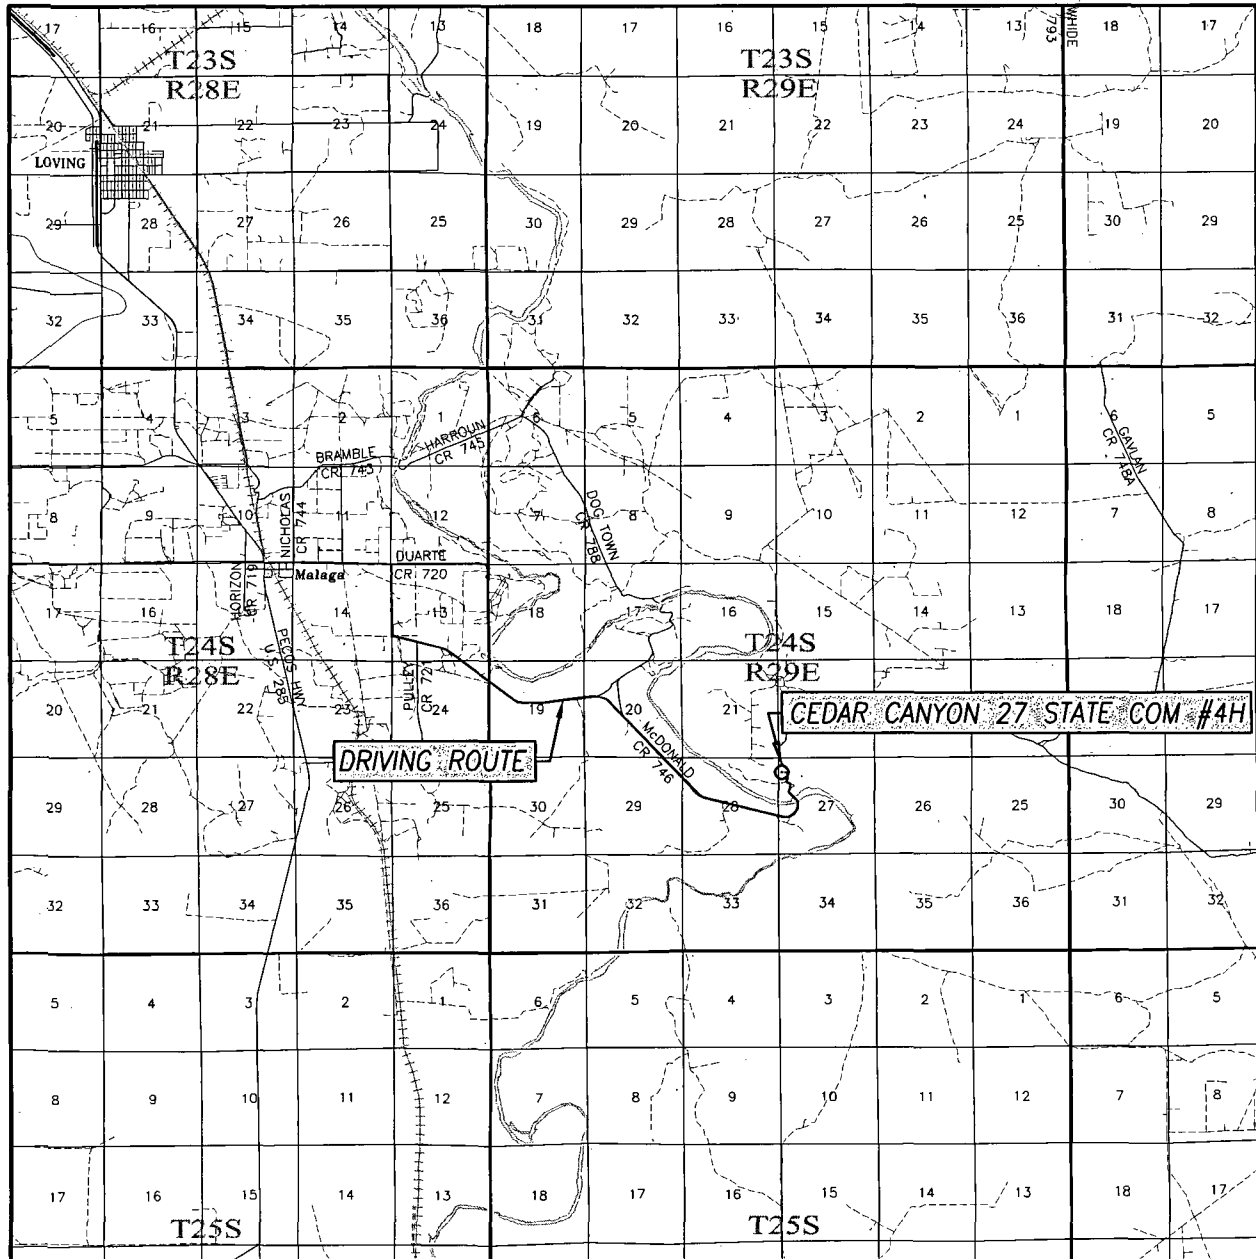 17 16 15 14 13 18 17 16 15 14 13 18 17
WHIDE
793
T23S
R28E
T23S
R29E
20 21 22 23 24 19 20 21 22 23 24 19 20
LOVING
29 28 27 26 25 30 29 28 27 26 25 30 29
32 33 34 35 36 31 32 33 34 35 36 31 32
5 4 3 2 1 6 5 4 3 2 1 6 5
BRAMBLE
CR 743
HARROUN
CR 745
GAVLAN
CR 748A
8 9 10 11 12 7 8 9 10 11 12 7 8
NICHOLAS
CR 744
DOG TOWN
CR 788
DUARTE
CR 720
Malaga
HORIZON
CR 719
17 16 15 14 13 18 17 16 15 14 13 18 17
T24S
R28E
T24S
R29E
PECOS HWY
U.S. 285
PULLEY
CR 721
20 21 22 23 24 19 20 21
CEDAR CANYON 27 STATE COM #4H
McDONALD
CR 746
DRIVING ROUTE
29 28 27 26 25 30 29 28 27 26 25 30 29
32 33 34 35 36 31 32 33 34 35 36 31 32
5 4 3 2 1 6 5 4 3 2 1 6 5
8 9 10 11 12 7 8 9 10 11 12 7 8
17 16 15 14 13 18 17 16 15 14 13 18 17
T25S
T25S